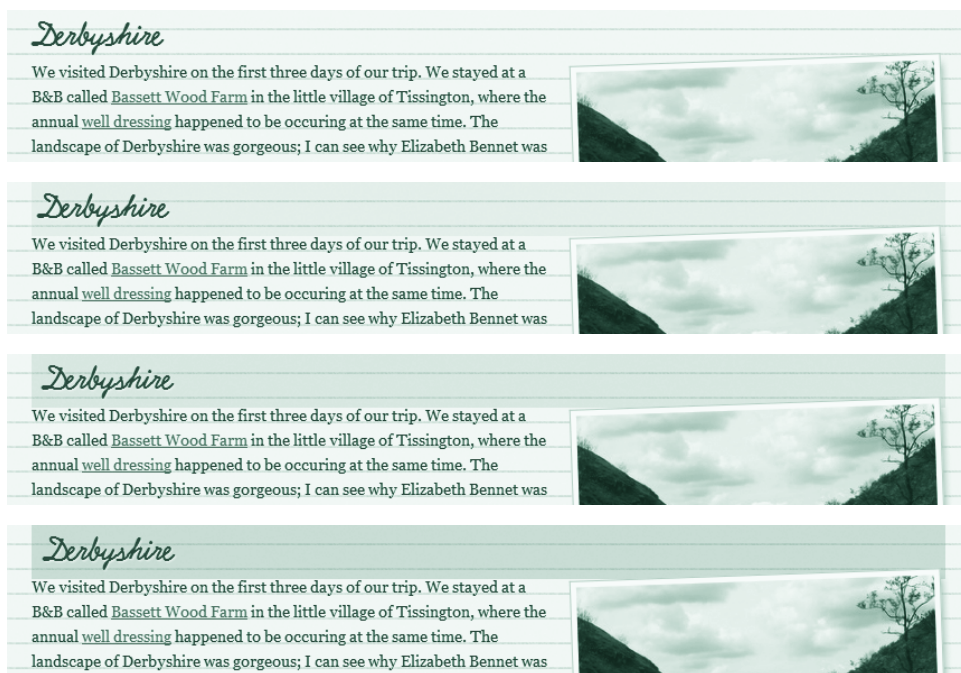 Derbyshire
We visited Derbyshire on the first three days of our trip. We stayed at a
B&B called Bassett Wood Farm in the little village of Tissington, where the
annual well dressing happened to be occuring at the same time. The
landscape of Derbyshire was gorgeous; I can see why Elizabeth Bennet was
Derbyshire
We visited Derbyshire on the first three days of our trip. We stayed at a
B&B called Bassett Wood Farm in the little village of Tissington, where the
annual well dressing happened to be occuring at the same time. The
landscape of Derbyshire was gorgeous; I can see why Elizabeth Bennet was
Derbyshire
We visited Derbyshire on the first three days of our trip. We stayed at a
B&B called Bassett Wood Farm in the little village of Tissington, where the
annual well dressing happened to be occuring at the same time. The
landscape of Derbyshire was gorgeous; I can see why Elizabeth Bennet was
Derbyshire
We visited Derbyshire on the first three days of our trip. We stayed at a
B&B called Bassett Wood Farm in the little village of Tissington, where the
annual well dressing happened to be occuring at the same time. The
landscape of Derbyshire was gorgeous; I can see why Elizabeth Bennet was